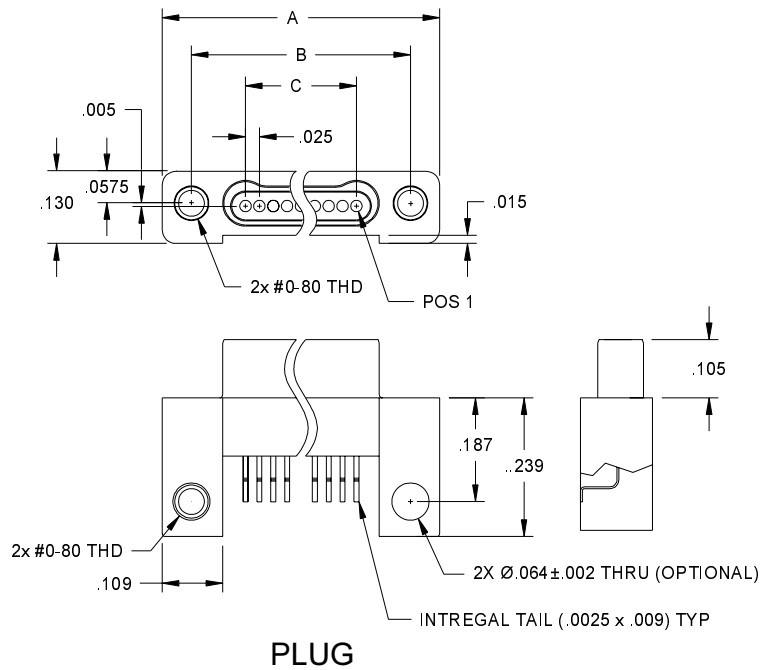 A
B
C
.005
.025
.0575
.130
.015
2x #0-80 THD
POS 1
.105
.187
..239
2x #0-80 THD
.109
2X Ø.064±.002 THRU (OPTIONAL)
INTREGAL TAIL (.0025 x .009) TYP
PLUG